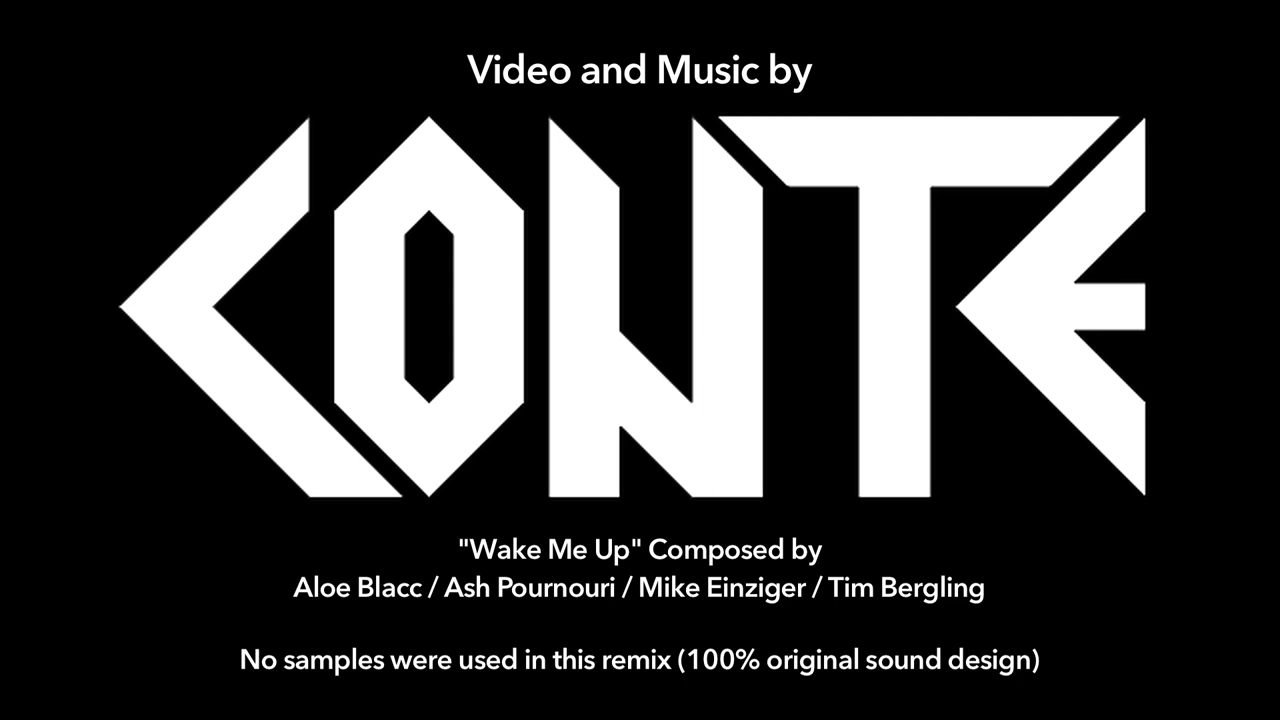 Video and Music by
CONTE
"Wake Me Up" Composed by
Aloe Blacc / Ash Pournouri / Mike Einziger / Tim Bergling
No samples were used in this remix (100% original sound design)